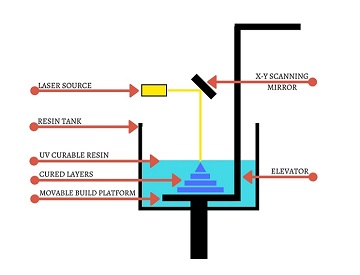 LASER SOURCE
X-Y SCANNING
MIRROR
RESIN TANK
UV CURABLE RESIN
CURED LAYERS
MOVABLE BUILD PLATFORM
ELEVATOR